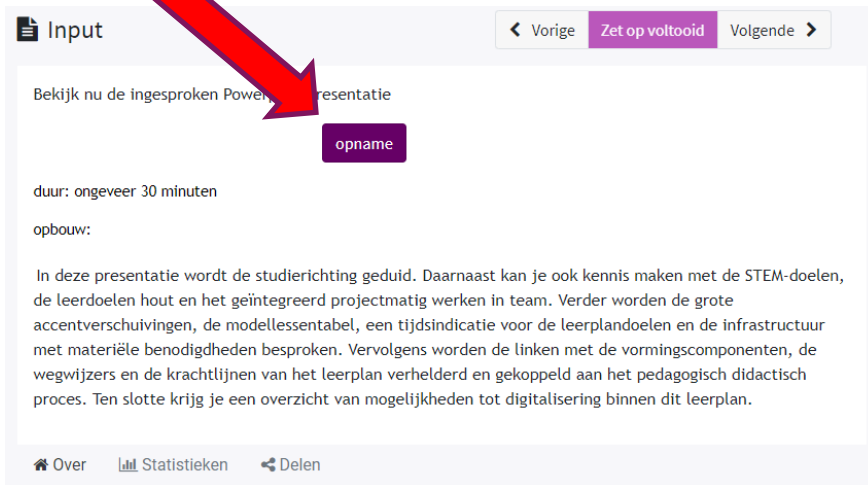 Input
Vorige Zet op voltooid Volgende
Bekijk nu de ingesproken resentatie
opname
duur: ongeveer 30 minuten
opbouw:
In deze presentatie wordt de studierichting geduid. Daarnaast kan je ook kennis maken met de STEM-doelen,
de leerdoelen hout en het geïntegreerd projectmatig werken in team. Verder worden de grote
accentverschuivingen, de modellessentabel, een tijdsindicatie voor de leerplandoelen en de infrastructuur
met materiële benodigdheden besproken. Vervolgens worden de linken met de vormingscomponenten, de
wegwijzers en de krachtlijnen van het leerplan verhelderd en gekoppeld aan het pedagogisch didactisch
proces. Ten slotte krijg je een overzicht van mogelijkheden tot digitalisering binnen dit leerplan.
Over Statistieken Delen